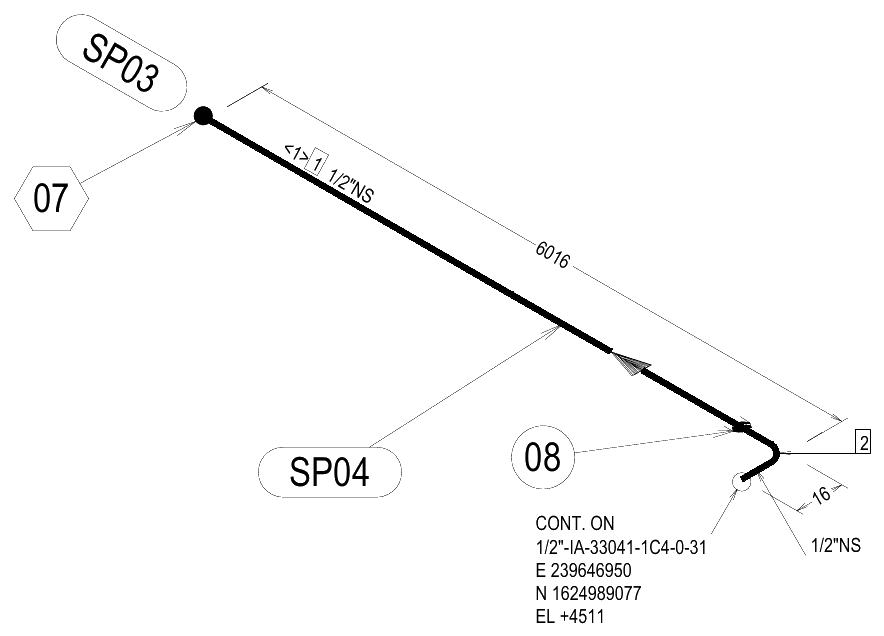 SP03
07
<1> 1 1/2"NS
6016
SP04
08
2
16
1/2"NS
CONT. ON
1/2"-IA-33041-1C4-0-31
E 239646950
N 1624989077
EL +4511